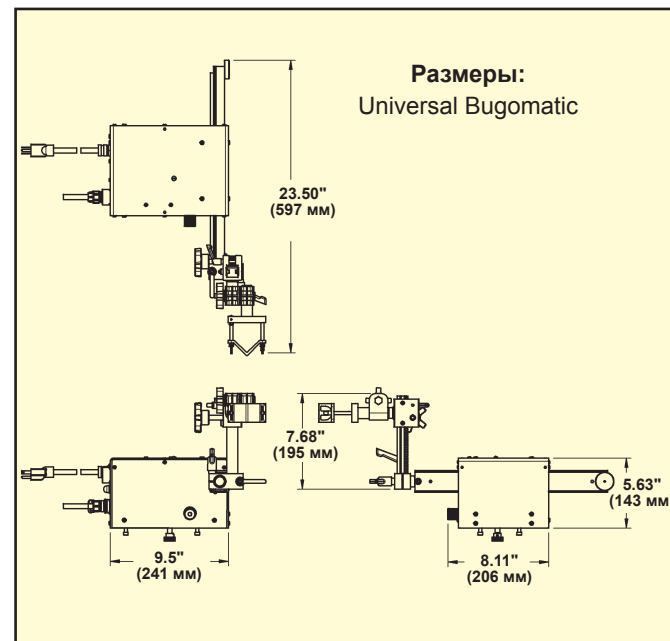 Размеры:
Universal Bugomatic
23.50"
(597 мм)
7.68"
(195 мм)
5.63"
(143 мм
9.5"
(241 мм)
8.11"
(206 мм)